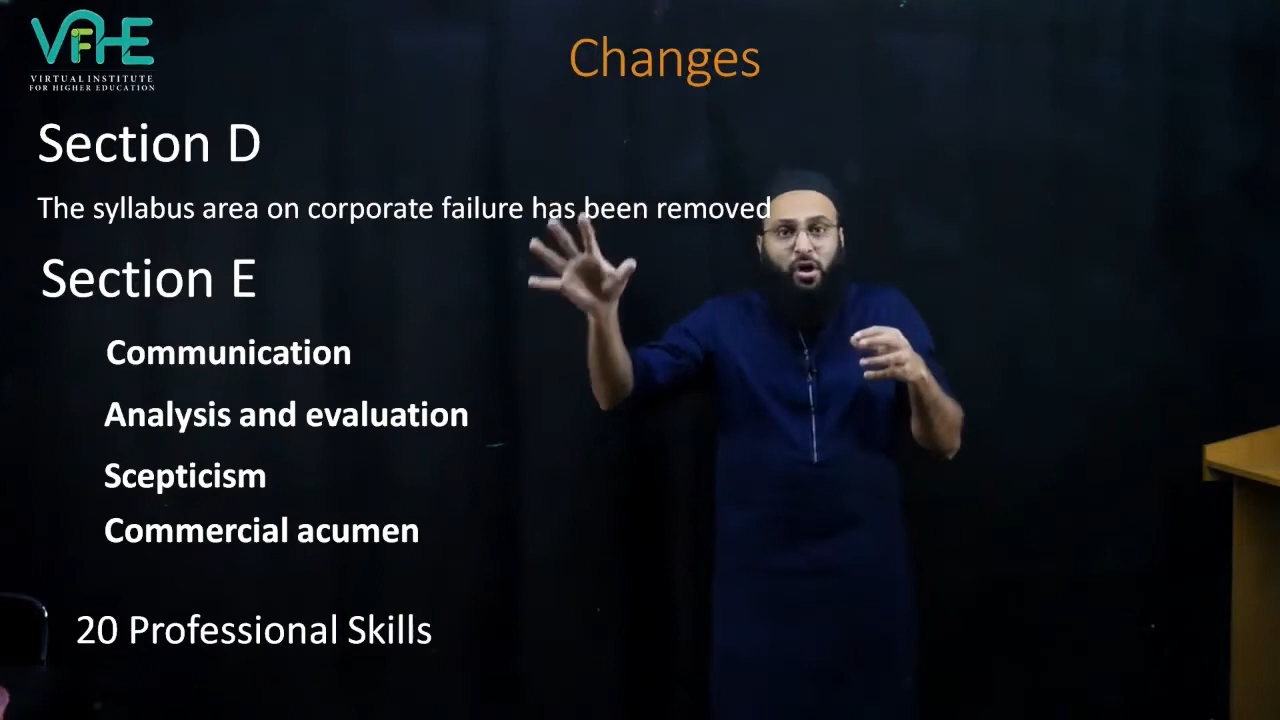 VIFHE
VIRTUAL INSTITUTE
FOR HIGHER EDUCATION
Changes
Section D
The syllabus area on corporate failure has been removed
Section E
Communication
Analysis and evaluation
Scepticism
Commercial acumen
20 Professional Skills